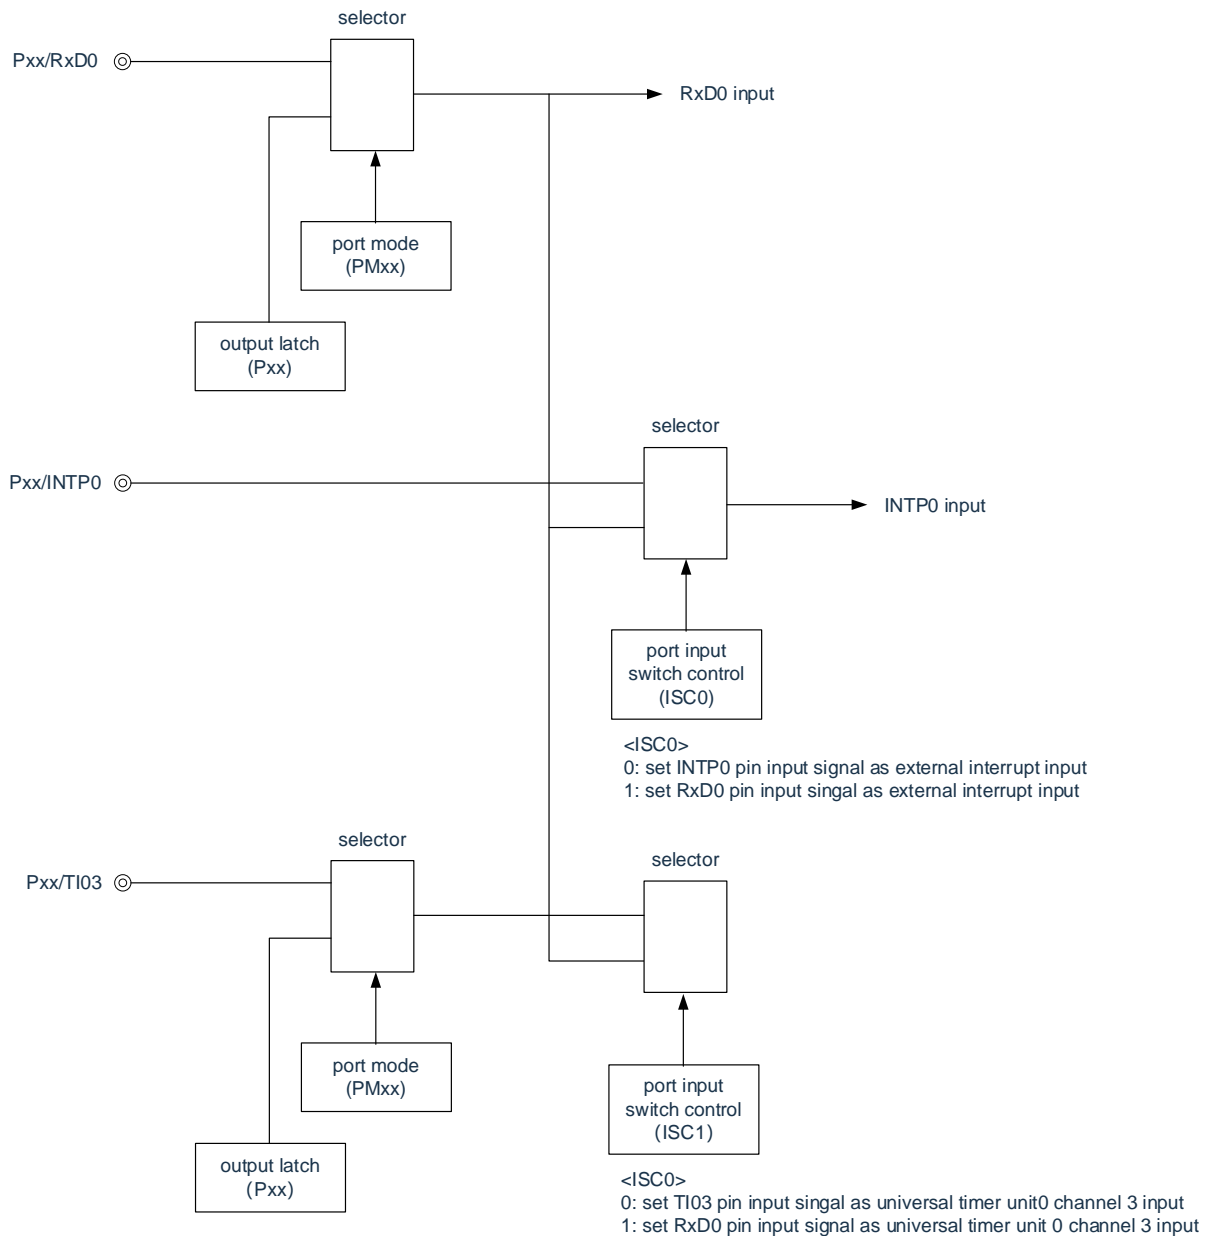 selector
Pxx/RxD0
RxD0 input
port mode
(PMxx)
output latch
(Pxx)
selector
Pxx/INTP0
INTP0 input
port input
switch control
(ISC0)
<ISC0>
0: set INTP0 pin input signal as external interrupt input
1: set RxD0 pin input singal as external interrupt input
selector
selector
Pxx/TI03
port mode
(PMxx)
port input
switch control
(ISC1)
output latch
(Pxx)
<ISC0>
0: set TI03 pin input singal as universal timer unit0 channel 3 input
1: set RxD0 pin input signal as universal timer unit 0 channel 3 input